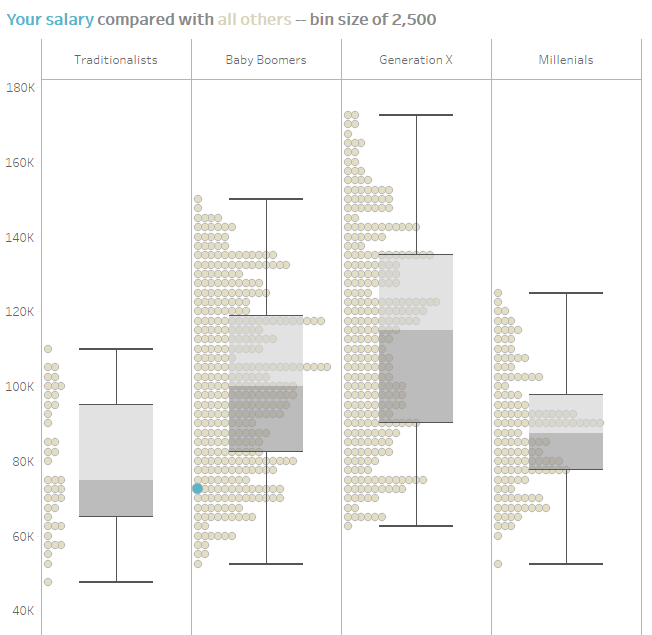 Your salary compared with all others -- bin size of 2,500
Traditionalists Baby Boomers Generation X Millenials
180K
160K
140K
120K
100K
80K
60K
40K